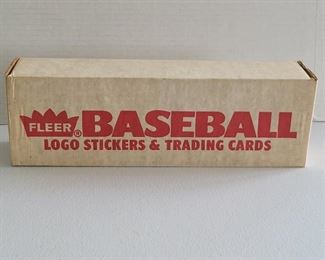 FLEER® BASEBALL
LOGO STICKERS & TRADING CARDS